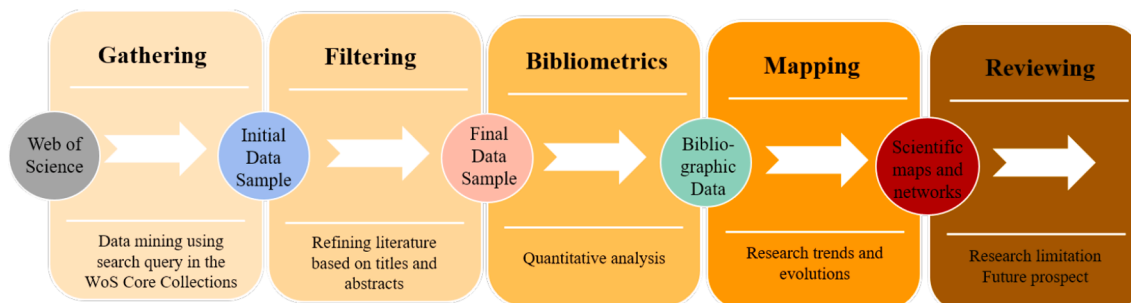 Gathering
Filtering
Bibliometrics
Mapping
Reviewing
Web of
Science
Initial
Data
Sample
Final
Data
Sample
Biblio-
graphic
Data
Scientific
maps and
networks
Data mining using
search query in the
WoS Core Collections
Refining literature
based on titles and
abstracts
Quantitative analysis
Research trends and
evolutions
Research limitation
Future prospect